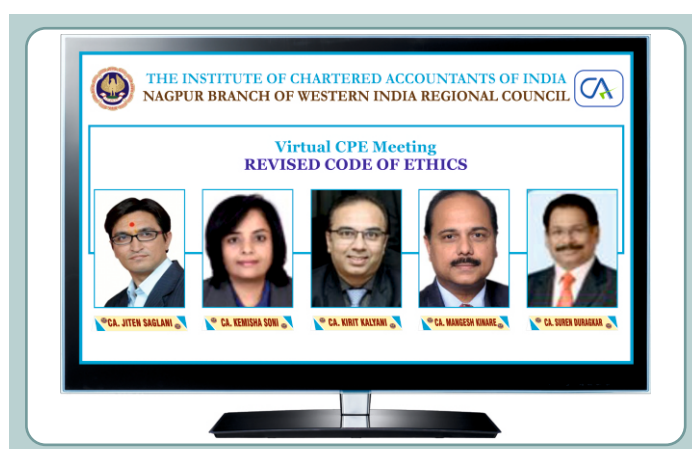 THE INSTITUTE OF CHARTERED ACCOUNTANTS OF INDIA
NAGPUR BRANCH OF WESTERN INDIA REGIONAL COUNCIL
CA
Virtual CPE Meeting
REVISED CODE OF ETHICS
CA. JITEN SAGLANI
CA. KEMISHA SONI
CA. KIRIT KALYANI
CA. MANGESH KINARE
CA. SUREN DURAGKAR